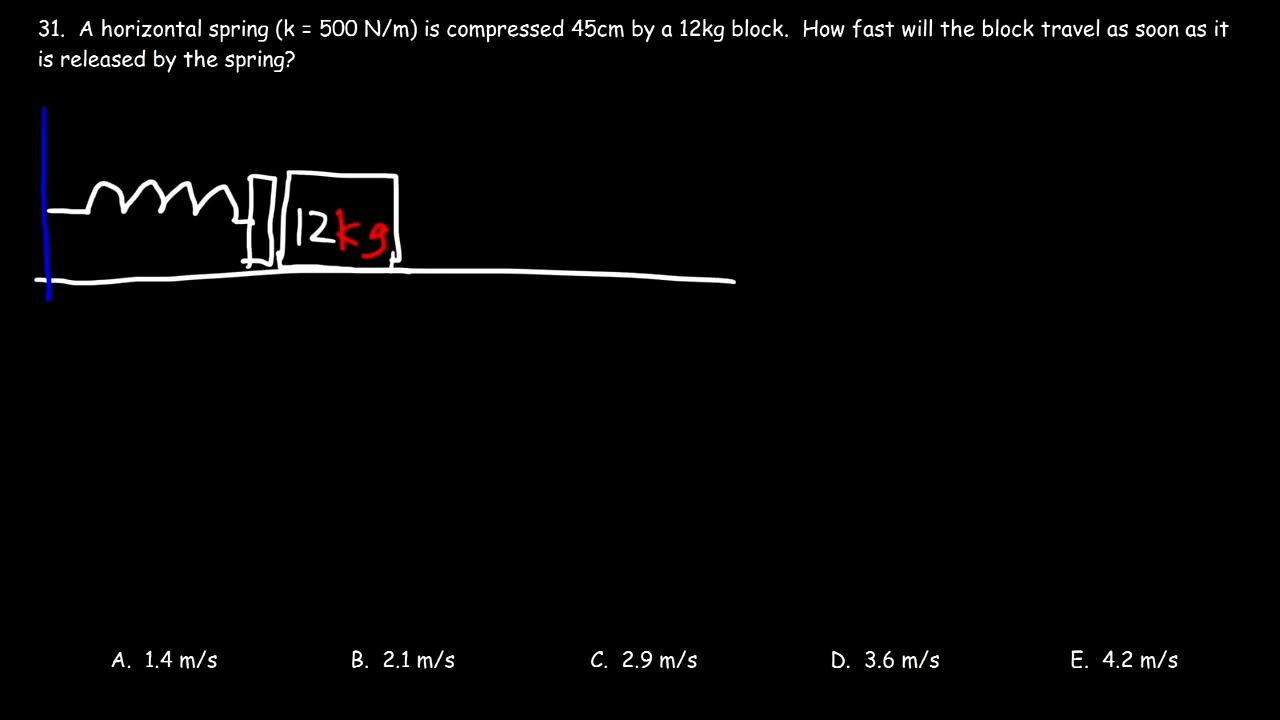 31. A horizontal spring (k = 500 N/m) is compressed 45cm by a 12kg block. How fast will the block travel as soon as it
is released by the spring?
12kg
A. 1.4 m/s B. 2.1 m/s C. 2.9 m/s D. 3.6 m/s E. 4.2 m/s